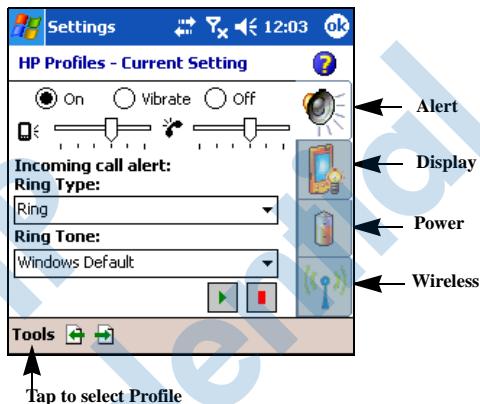 Settings 12:03 ok
HP Profiles - Current Setting ?
On Vibrate Off
Alert
Incoming call alert:
Ring Type:
Display
Ring
Ring Tone:
Power
Windows Default
Wireless
Tools
Tap to select Profile